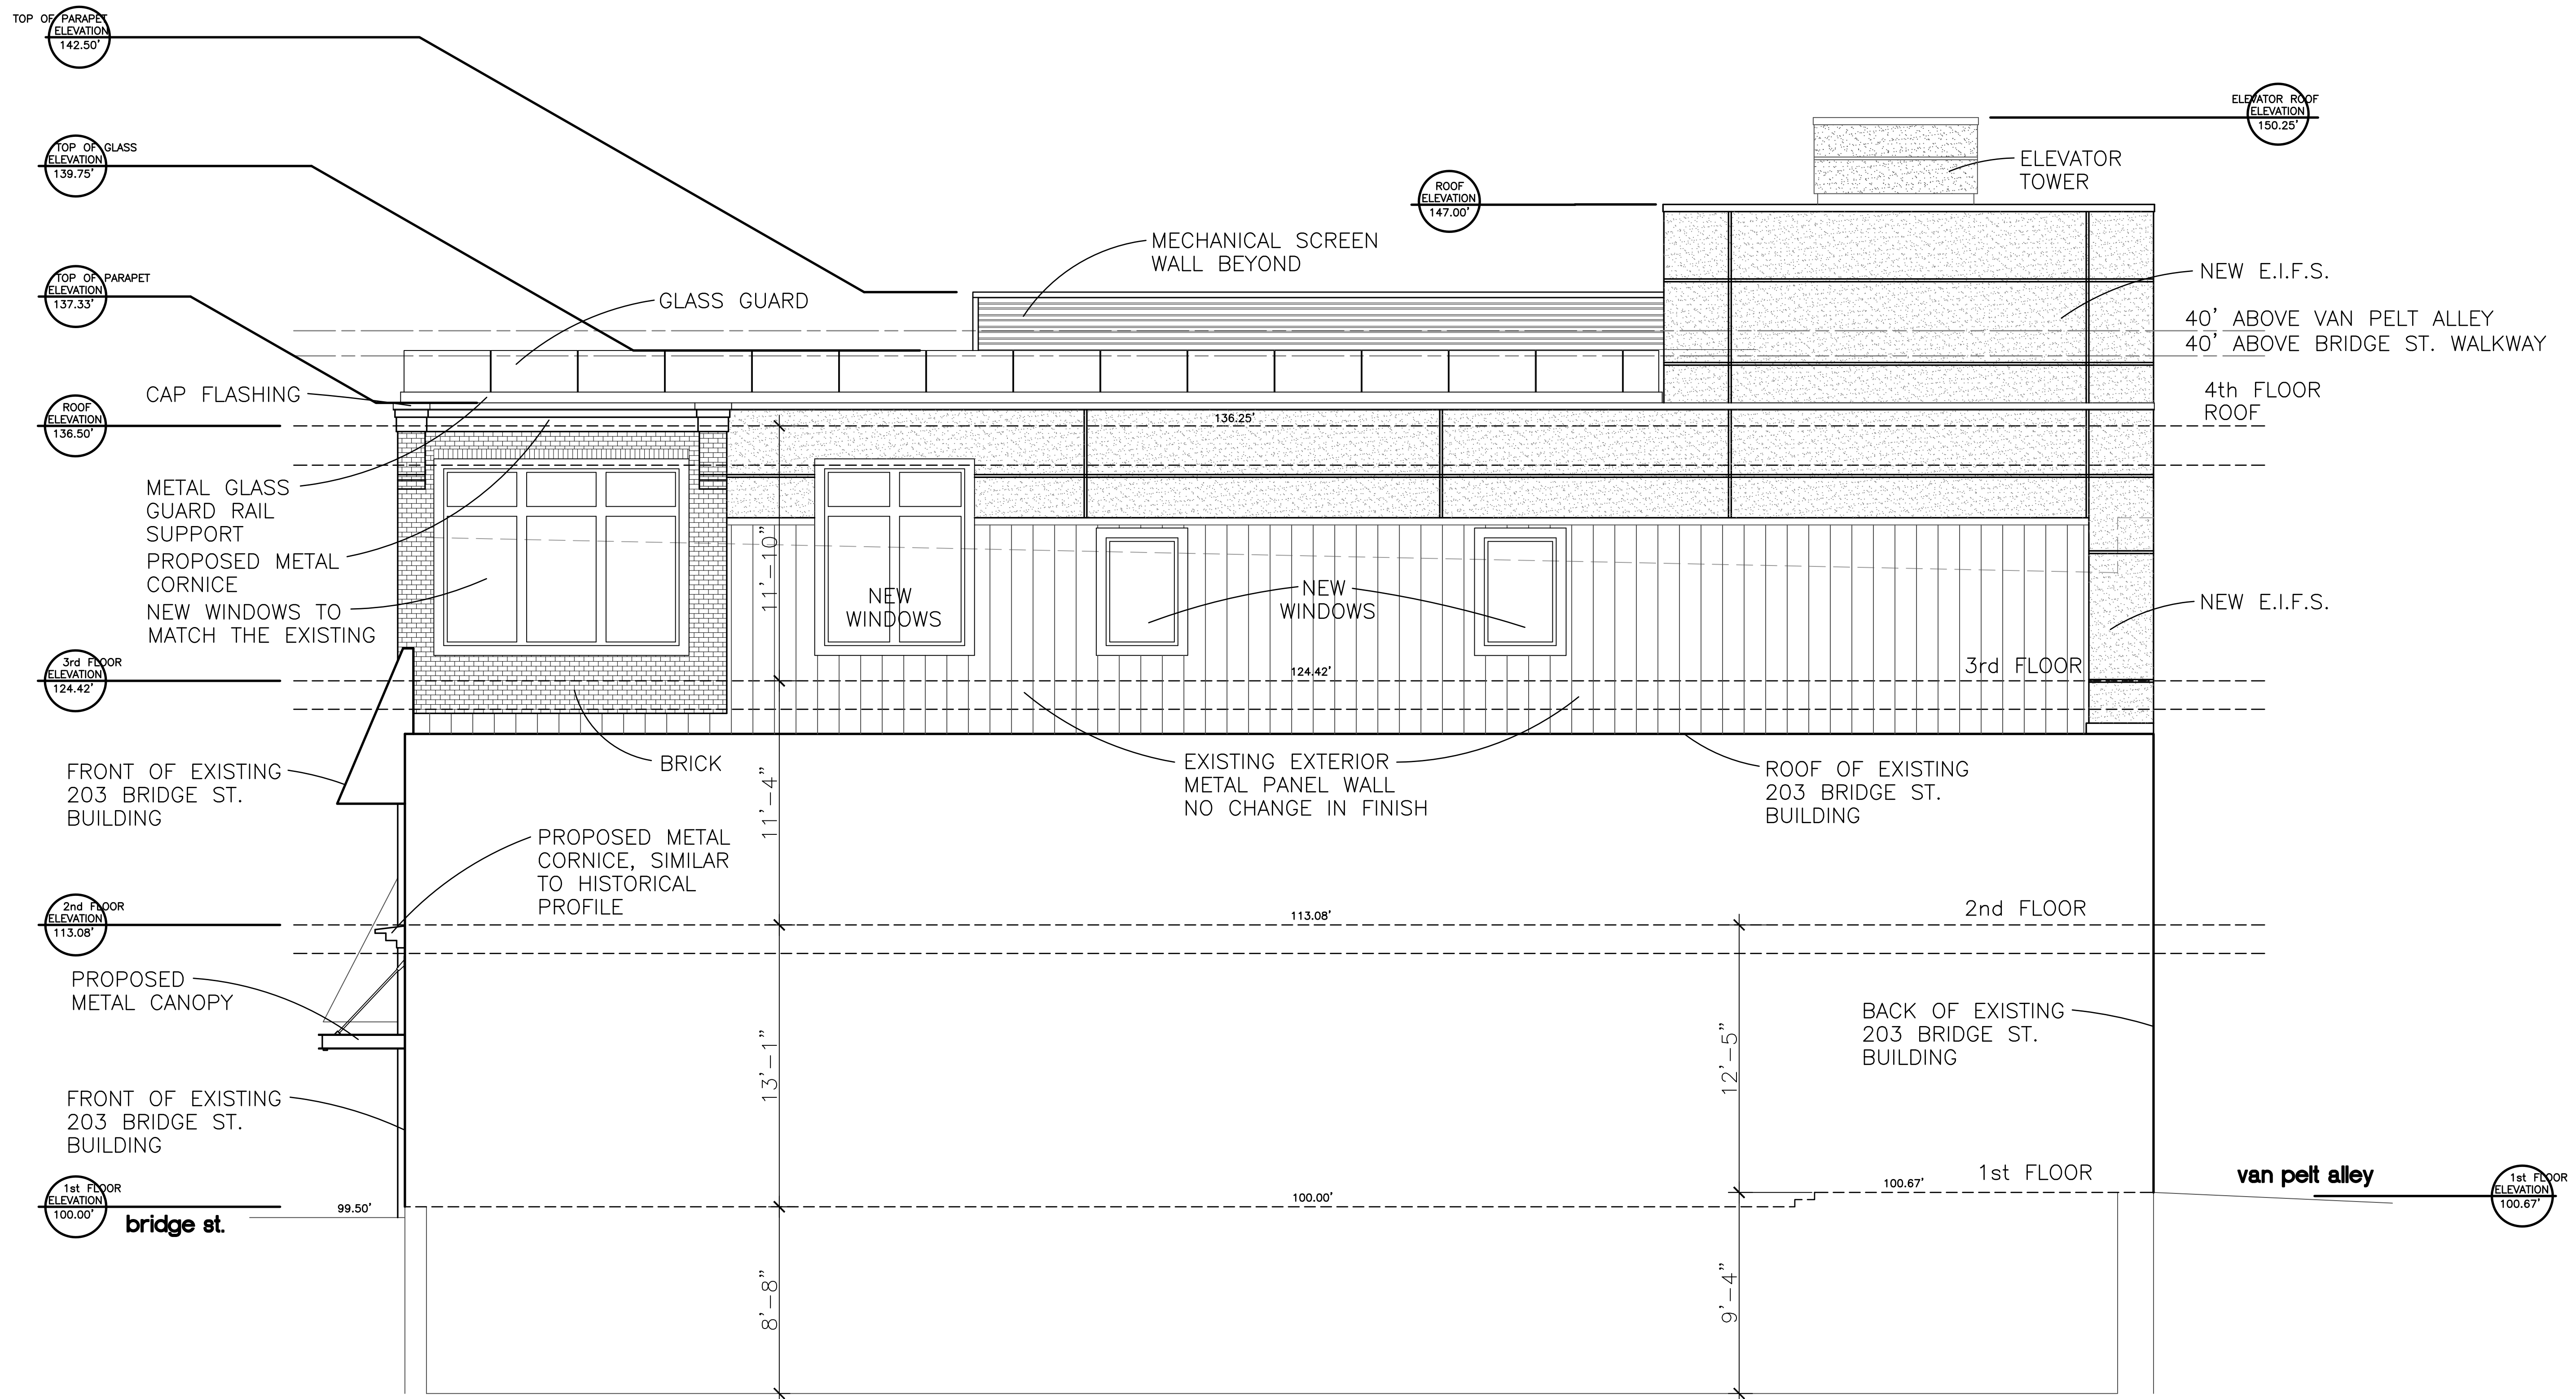 TOP OF PARAPET
ELEVATION
142.50'
TOP OF GLASS
ELEVATION
139.75'
TOP OF PARAPET
ELEVATION
137.33'
ROOF
ELEVATION
136.50'
3rd FLOOR
ELEVATION
124.42'
2nd FLOOR
ELEVATION
113.08'
1st FLOOR
ELEVATION
100.00'
bridge st.
99.50'
ELEVATOR ROOF
ELEVATION
150.25'
ROOF
ELEVATION
147.00'
ELEVATOR
TOWER
MECHANICAL SCREEN
WALL BEYOND
GLASS GUARD
NEW E.I.F.S.
40' ABOVE VAN PELT ALLEY
40' ABOVE BRIDGE ST. WALKWAY
4th FLOOR
ROOF
CAP FLASHING
136.25'
METAL GLASS
GUARD RAIL
SUPPORT
PROPOSED METAL
CORNICE
NEW WINDOWS TO
MATCH THE EXISTING
11'-10"
NEW
WINDOWS
NEW
WINDOWS
NEW E.I.F.S.
3rd FLOOR
124.42'
BRICK
FRONT OF EXISTING
203 BRIDGE ST.
BUILDING
11'-4"
EXISTING EXTERIOR
METAL PANEL WALL
NO CHANGE IN FINISH
ROOF OF EXISTING
203 BRIDGE ST.
BUILDING
PROPOSED METAL
CORNICE, SIMILAR
TO HISTORICAL
PROFILE
113.08'
2nd FLOOR
PROPOSED
METAL CANOPY
13'-1"
12'-5"
BACK OF EXISTING
203 BRIDGE ST.
BUILDING
FRONT OF EXISTING
203 BRIDGE ST.
BUILDING
100.00'
100.67'
1st FLOOR
van pelt alley
1st FLOOR
ELEVATION
100.67'
8'-8"
9'-4"